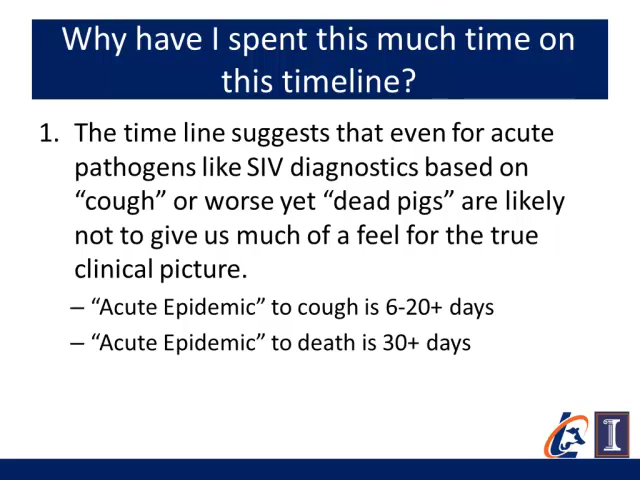 Why have I spent this much time on
this timeline?
1. The time line suggests that even for acute
pathogens like SIV diagnostics based on
“cough” or worse yet “dead pigs” are likely
not to give us much of a feel for the true
clinical picture.
– “Acute Epidemic” to cough is 6-20+ days
– “Acute Epidemic” to death is 30+ days
I